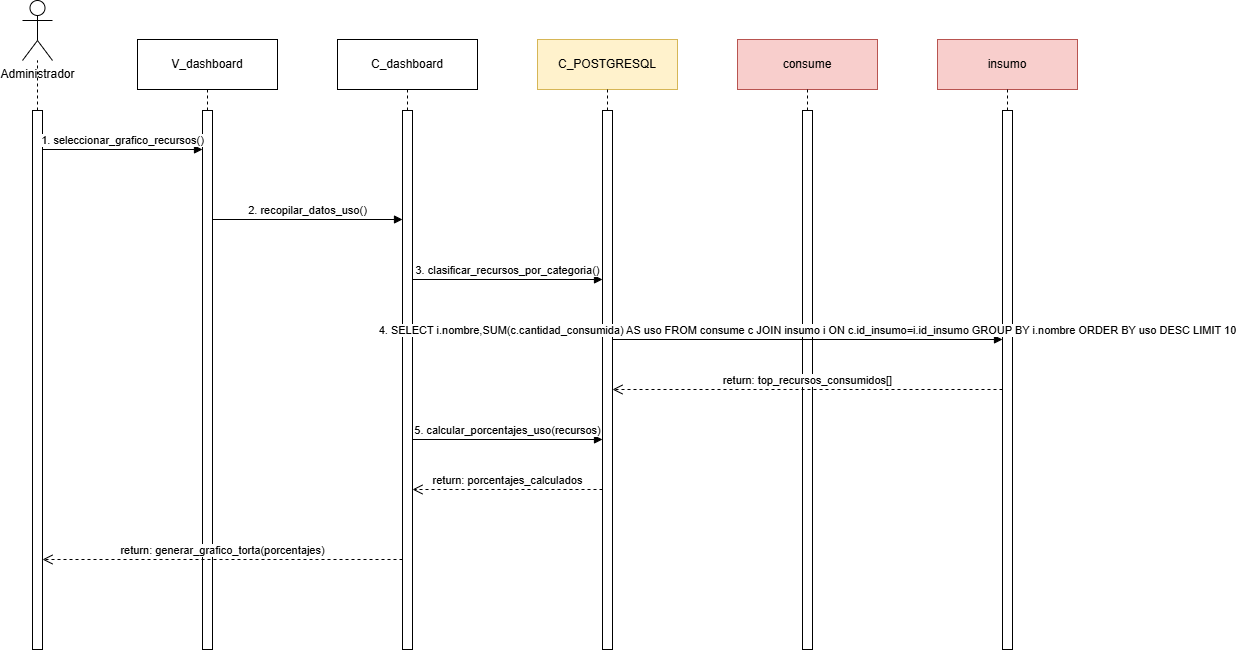 Administrador
V_dashboard
C_dashboard
C_POSTGRESQL
consume
insumo
1. seleccionar_grafico_recursos()
2. recopilar_datos_uso()
3. clasificar_recursos_por_categoria()
4. SELECT i.nombre,SUM(c.cantidad_consumida) AS uso FROM consume c JOIN insumo i ON c.id_insumo=i.id_insumo GROUP BY i.nombre ORDER BY uso DESC LIMIT 10
return: top_recursos_consumidos[]
5. calcular_porcentajes_uso(recursos)
return: porcentajes_calculados
return: generar_grafico_torta(porcentajes)